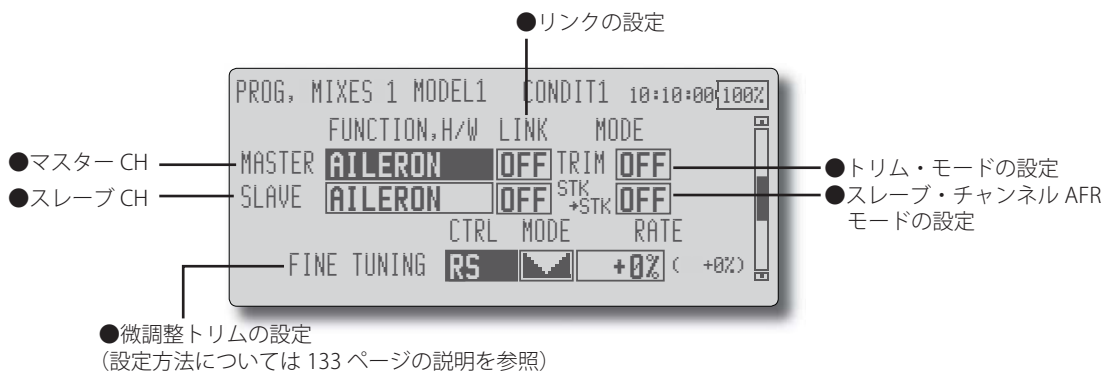 ●リンクの設定
PROG, MIXES 1 MODEL1 CONDIT1 10:10:00 100%
FUNCTION,H/W LINK MODE
●マスター CH
MASTER AILERON OFF TRIM OFF
●トリム・モードの設定
●スレーブ CH
SLAVE AILERON OFF STK→STK OFF
●スレーブ・チャンネル AFR
モードの設定
CTRL MODE RATE
FINE TUNING RS +0% ( +0%)
●微調整トリムの設定
（設定方法については 133 ページの説明を参照）